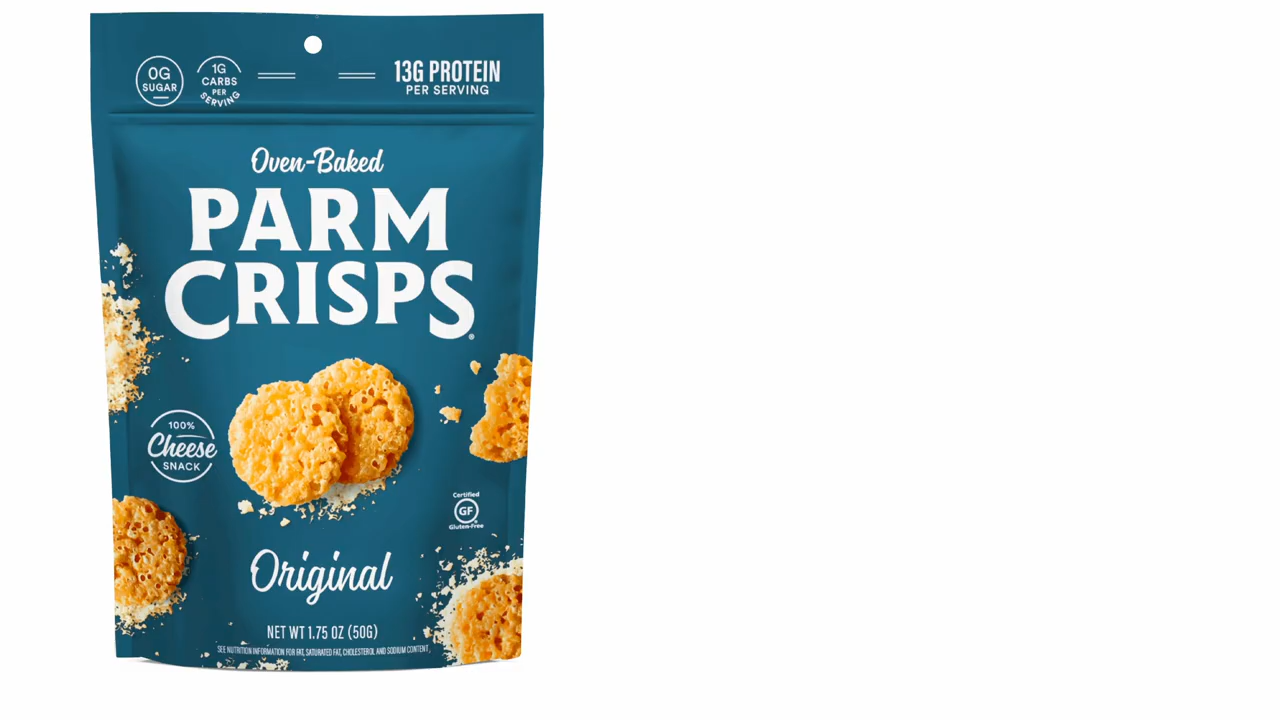 0G
SUGAR
1G
CARBS
PER
SERVING
13G PROTEIN
PER SERVING
Oven-Baked
PARM
CRISPS®
100%
Cheese
SNACK
Certified
GF
Gluten-Free
Original
NET WT 1.75 OZ (50G)
SEE NUTRITION INFORMATION FOR FAT, SATURATED FAT, CHOLESTEROL AND SODIUM CONTENT.